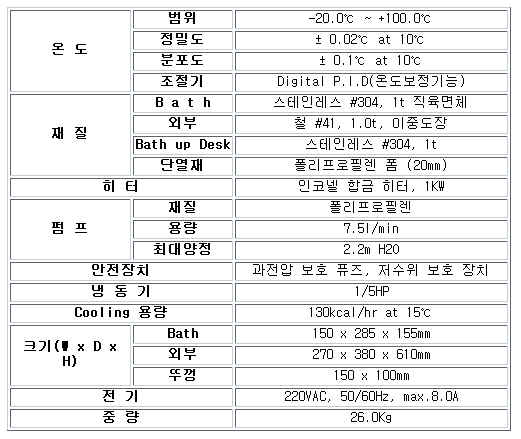 온 도 범위 -20.0℃ ~ +100.0℃
정밀도 ± 0.02℃ at 10℃
분포도 ± 0.1℃ at 10℃
조절기 Digital P.I.D(온도보정기능)
재 질 B a t h 스테인레스 #304, 1t 직육면체
외부 철 #41, 1.0t, 이중도장
Bath up Desk 스테인레스 #304, 1t
단열재 폴리프로필렌 폼 (20mm)
히 터 인코넬 합금 히터, 1KW
펌 프 재질 폴리프로필렌
용량 7.5l/min
최대양정 2.2m H2O
안전장치 과전압 보호 퓨즈, 저수위 보호 장치
냉 동 기 1/5HP
Cooling 용량 130kcal/hr at 15℃
크기(W x D x H) Bath 150 x 285 x 155mm
외부 270 x 380 x 610mm
뚜껑 150 x 100mm
전 기 220VAC, 50/60Hz, max.8.0A
중 량 26.0Kg